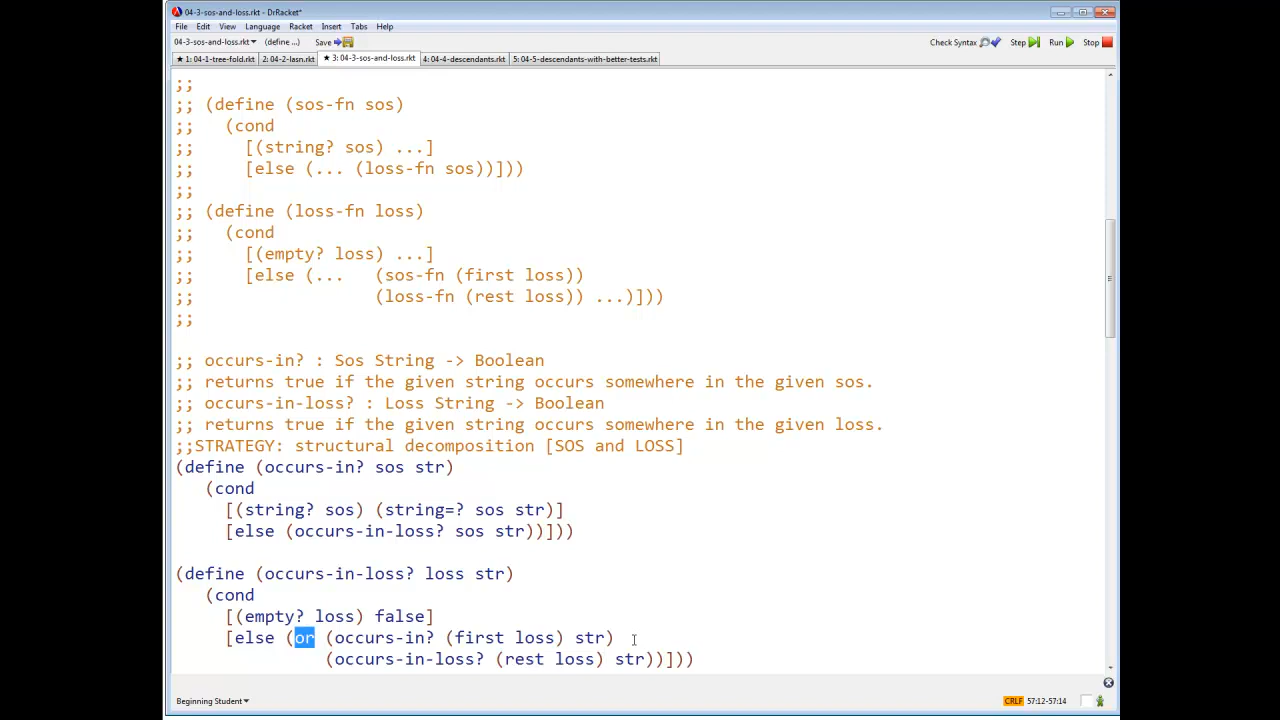 04-3-sos-and-loss.rkt - DrRacket*
File Edit View Language Racket Insert Tabs Help
04-3-sos-and-loss.rkt (define ...) Save Check Syntax Step Run Stop
★ 1: 04-1-tree-fold.rkt 2: 04-2-lasn.rkt ★ 3: 04-3-sos-and-loss.rkt 4: 04-4-descendants.rkt 5: 04-5-descendants-with-better-tests.rkt
;;
;; (define (sos-fn sos)
;;   (cond
;;     [(string? sos) ...]
;;     [else (... (loss-fn sos))]))
;;
;; (define (loss-fn loss)
;;   (cond
;;     [(empty? loss) ...]
;;     [else (...   (sos-fn (first loss))
;;                  (loss-fn (rest loss)) ...)]))
;;
;; occurs-in? : Sos String -> Boolean
;; returns true if the given string occurs somewhere in the given sos.
;; occurs-in-loss? : Loss String -> Boolean
;; returns true if the given string occurs somewhere in the given loss.
;;STRATEGY: structural decomposition [SOS and LOSS]
(define (occurs-in? sos str)
   (cond
     [(string? sos) (string=? sos str)]
     [else (occurs-in-loss? sos str))]))
(define (occurs-in-loss? loss str)
   (cond
     [(empty? loss) false]
     [else (or (occurs-in? (first loss) str)
               (occurs-in-loss? (rest loss) str))]))
Beginning Student CRLF 57:12-57:14